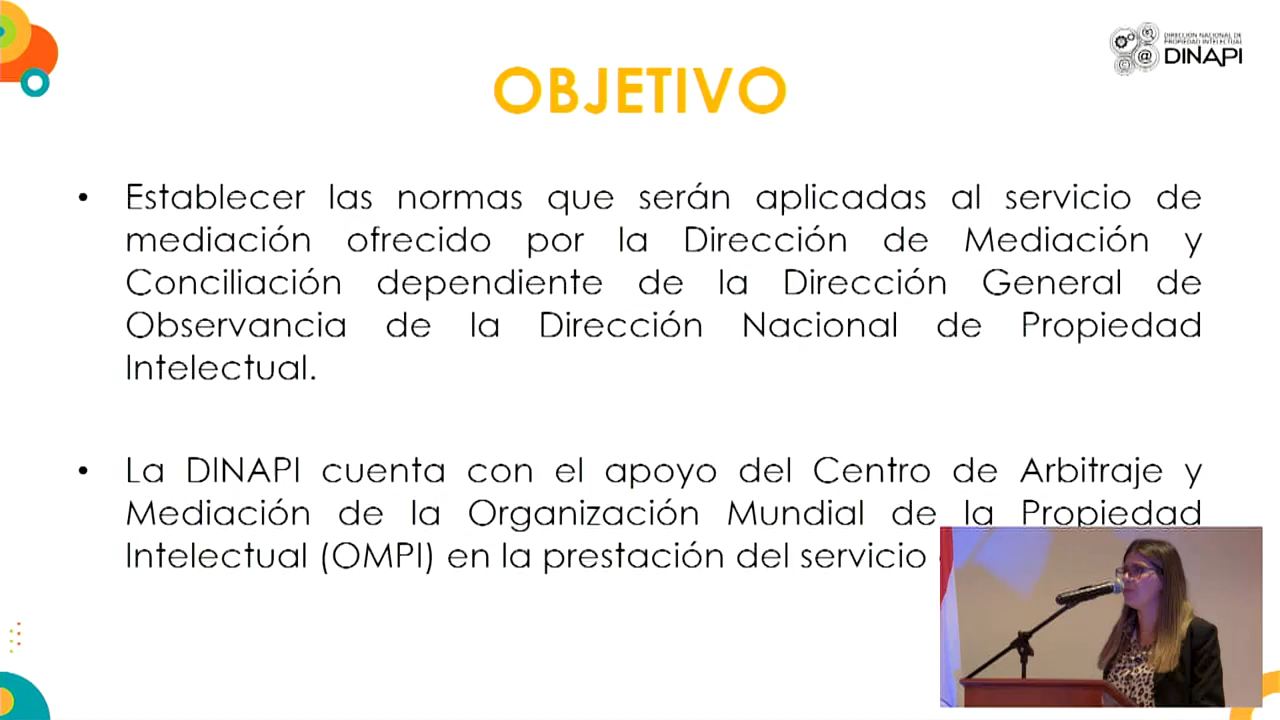 DIRECCIÓN NACIONAL DE
PROPIEDAD INTELECTUAL
DINAPI
OBJETIVO
• Establecer las normas que serán aplicadas al servicio de
mediación ofrecido por la Dirección de Mediación y
Conciliación dependiente de la Dirección General de
Observancia de la Dirección Nacional de Propiedad
Intelectual.
• La DINAPI cuenta con el apoyo del Centro de Arbitraje y
Mediación de la Organización Mundial de la Propiedad
Intelectual (OMPI) en la prestación del servicio